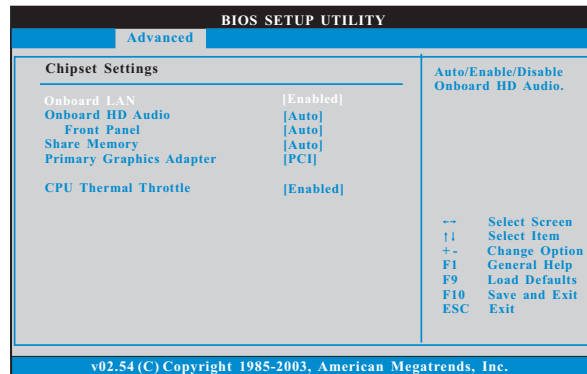 BIOS SETUP UTILITY
Advanced
Chipset Settings
Onboard LAN [Enabled]
Onboard HD Audio [Auto]
Front Panel [Auto]
Share Memory [Auto]
Primary Graphics Adapter [PCI]
CPU Thermal Throttle [Enabled]
Auto/Enable/Disable
Onboard HD Audio.
←→ Select Screen
↑↓ Select Item
+ - Change Option
F1 General Help
F9 Load Defaults
F10 Save and Exit
ESC Exit
v02.54 (C) Copyright 1985-2003, American Megatrends, Inc.